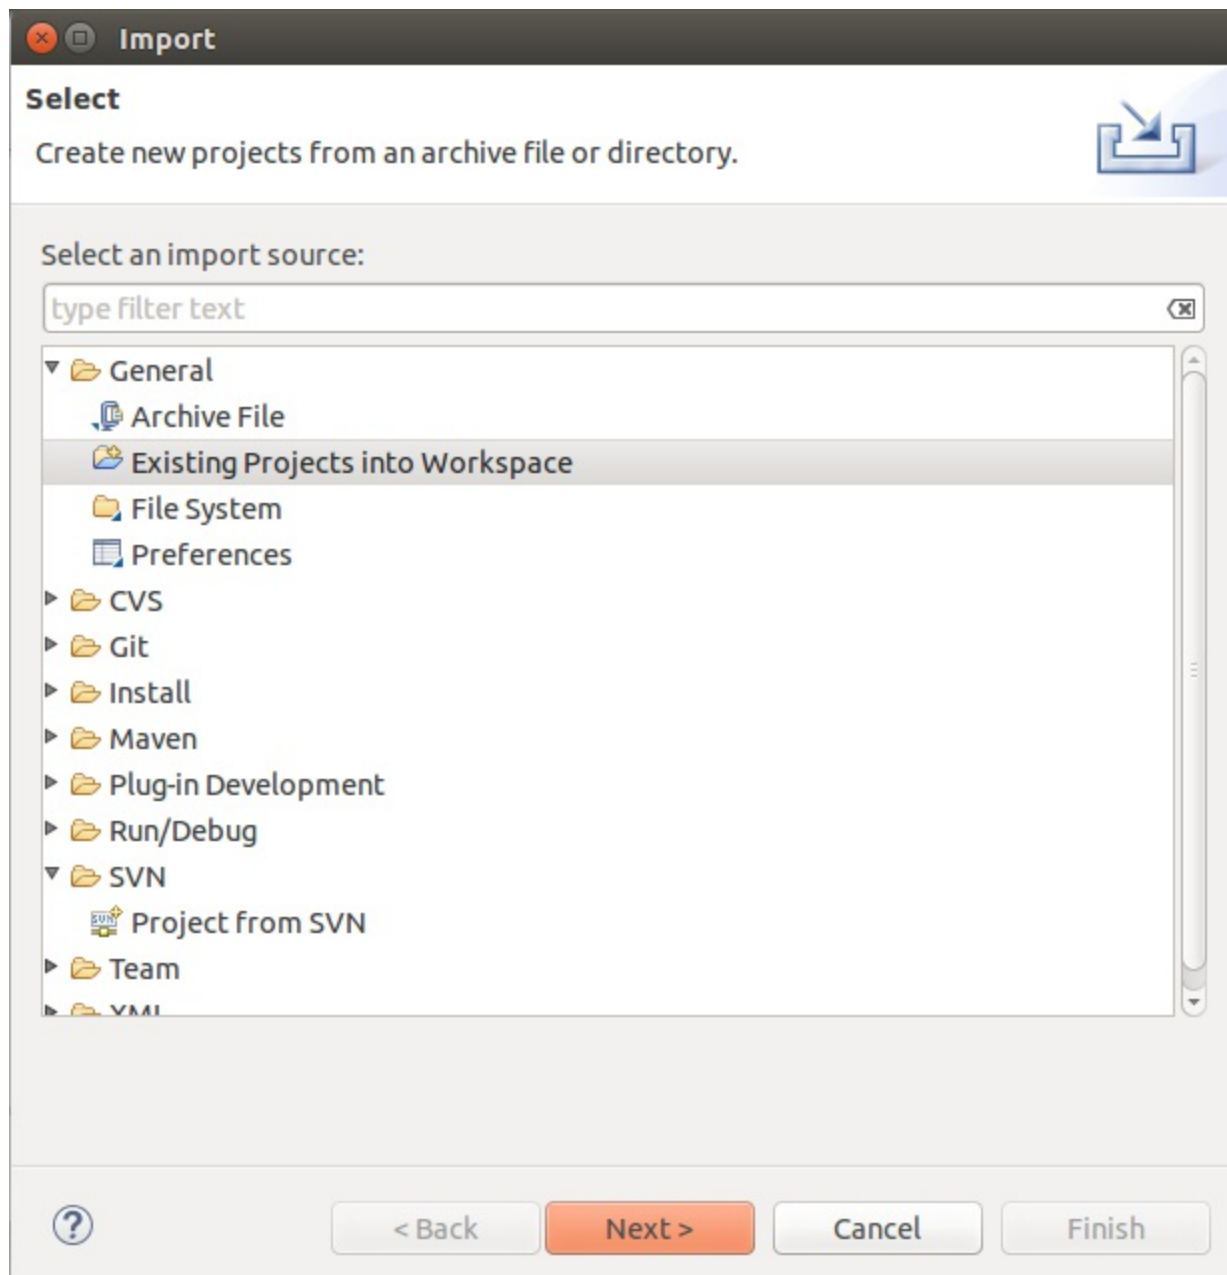 Import
Select
Create new projects from an archive file or directory.
Select an import source:
type filter text
General
Archive File
Existing Projects into Workspace
File System
Preferences
CVS
Git
Install
Maven
Plug-in Development
Run/Debug
SVN
Project from SVN
Team
XML
?
< Back
Next >
Cancel
Finish